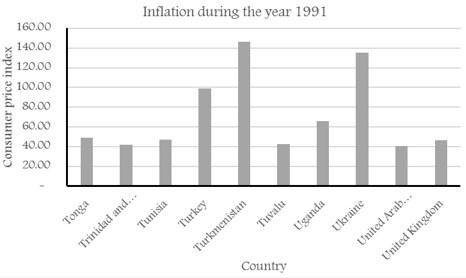 Inflation during the year 1991
Consumer price index
160.00
140.00
120.00
100.00
80.00
60.00
40.00
20.00
-
Tonga
Trinidad and...
Tunisia
Turkey
Turkmenistan
Tuvalu
Uganda
Ukraine
United Arab...
United Kingdom
Country